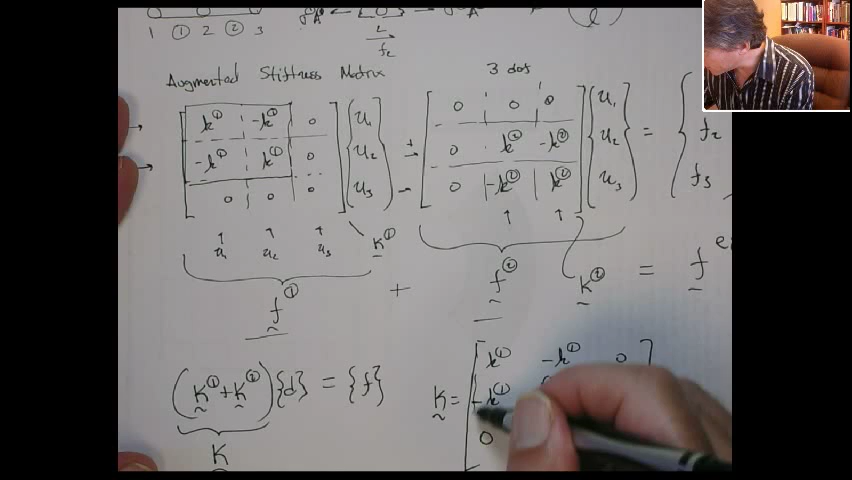 1 ① 2 ② 3
f₂
Augmented Stiffness Matrix 3 dof
k① -k① 0 u₁ 0 0 0 u₁
-k① k① 0 u₂ + 0 k② -k② u₂ = f₂
0 0 0 u₃ 0 -k② k② u₃ f₃
u₁ u₂ u₃ k①
f① + f② k② = f
(k① + k②){d} = {f} K = k① -k① 0
-k①
K 0